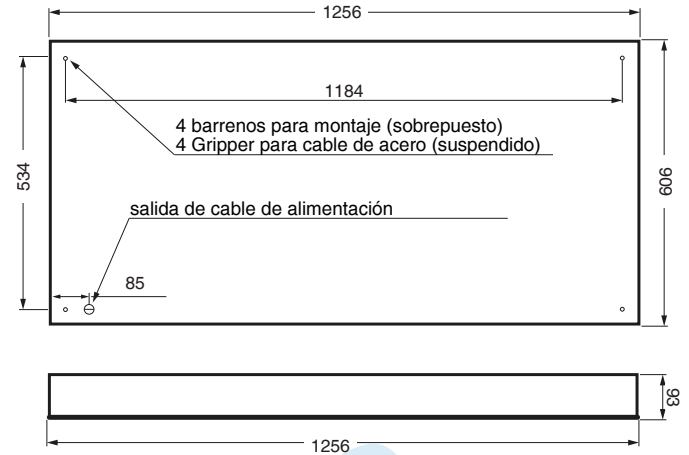 1256
1184
4 barrenos para montaje (sobrepuesto)
4 Gripper para cable de acero (suspendido)
534
606
salida de cable de alimentación
85
93
1256